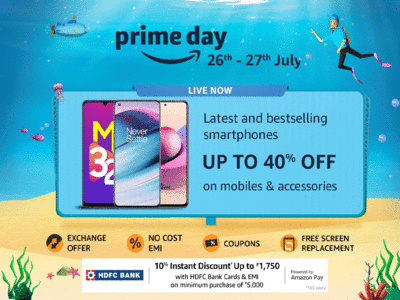 prime day
26th - 27th July
LIVE NOW
Latest and bestselling
smartphones
UP TO 40% OFF
on mobiles & accessories
M
32
Never
Settle
EXCHANGE
OFFER
NO COST
EMI
COUPONS
FREE SCREEN
REPLACEMENT
HDFC BANK
10% Instant Discount* Up to ₹1,750
with HDFC Bank Cards & EMI
on minimum purchase of ₹5,000
Powered by
Amazon Pay
*T&C apply